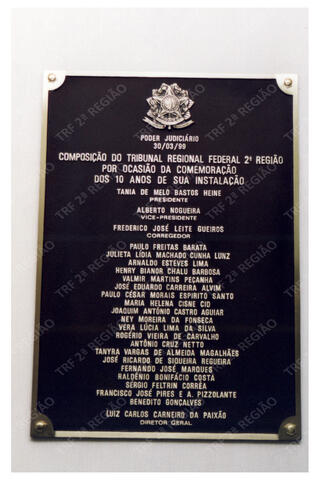 PODER JUDICIÁRIO
30/03/99
COMPOSIÇÃO DO TRIBUNAL REGIONAL FEDERAL 2ª REGIÃO
POR OCASIÃO DA COMEMORAÇÃO
DOS 10 ANOS DE SUA INSTALAÇÃO
TANIA DE MELO BASTOS HEINE
PRESIDENTE
ALBERTO NOGUEIRA
VICE-PRESIDENTE
FREDERICO JOSÉ LEITE GUEIROS
CORREGEDOR
PAULO FREITAS BARATA
JULIETA LÍDIA MACHADO CUNHA LUNZ
ARNALDO ESTEVES LIMA
HENRY BIANOR CHALU BARBOSA
VALMIR MARTINS PEÇANHA
JOSÉ EDUARDO CARREIRA ALVIM
PAULO CÉSAR MORAIS ESPIRITO SANTO
MARIA HELENA CISNE CID
JOAQUIM ANTÔNIO CASTRO AGUIAR
NEY MOREIRA DA FONSECA
VERA LÚCIA LIMA DA SILVA
ROGÉRIO VIEIRA DE CARVALHO
ANTÔNIO CRUZ NETTO
TANYRA VARGAS DE ALMEIDA MAGALHÃES
JOSÉ RICARDO DE SIQUEIRA REGUEIRA
FERNANDO JOSÉ MARQUES
RALDÊNIO BONIFÁCIO COSTA
SÉRGIO FELTRIN CORRÊA
FRANCISCO JOSÉ PIRES E A. PIZZOLANTE
BENEDITO GONÇALVES
LUIZ CARLOS CARNEIRO DA PAIXÃO
DIRETOR GERAL
TRF 2ª REGIÃO